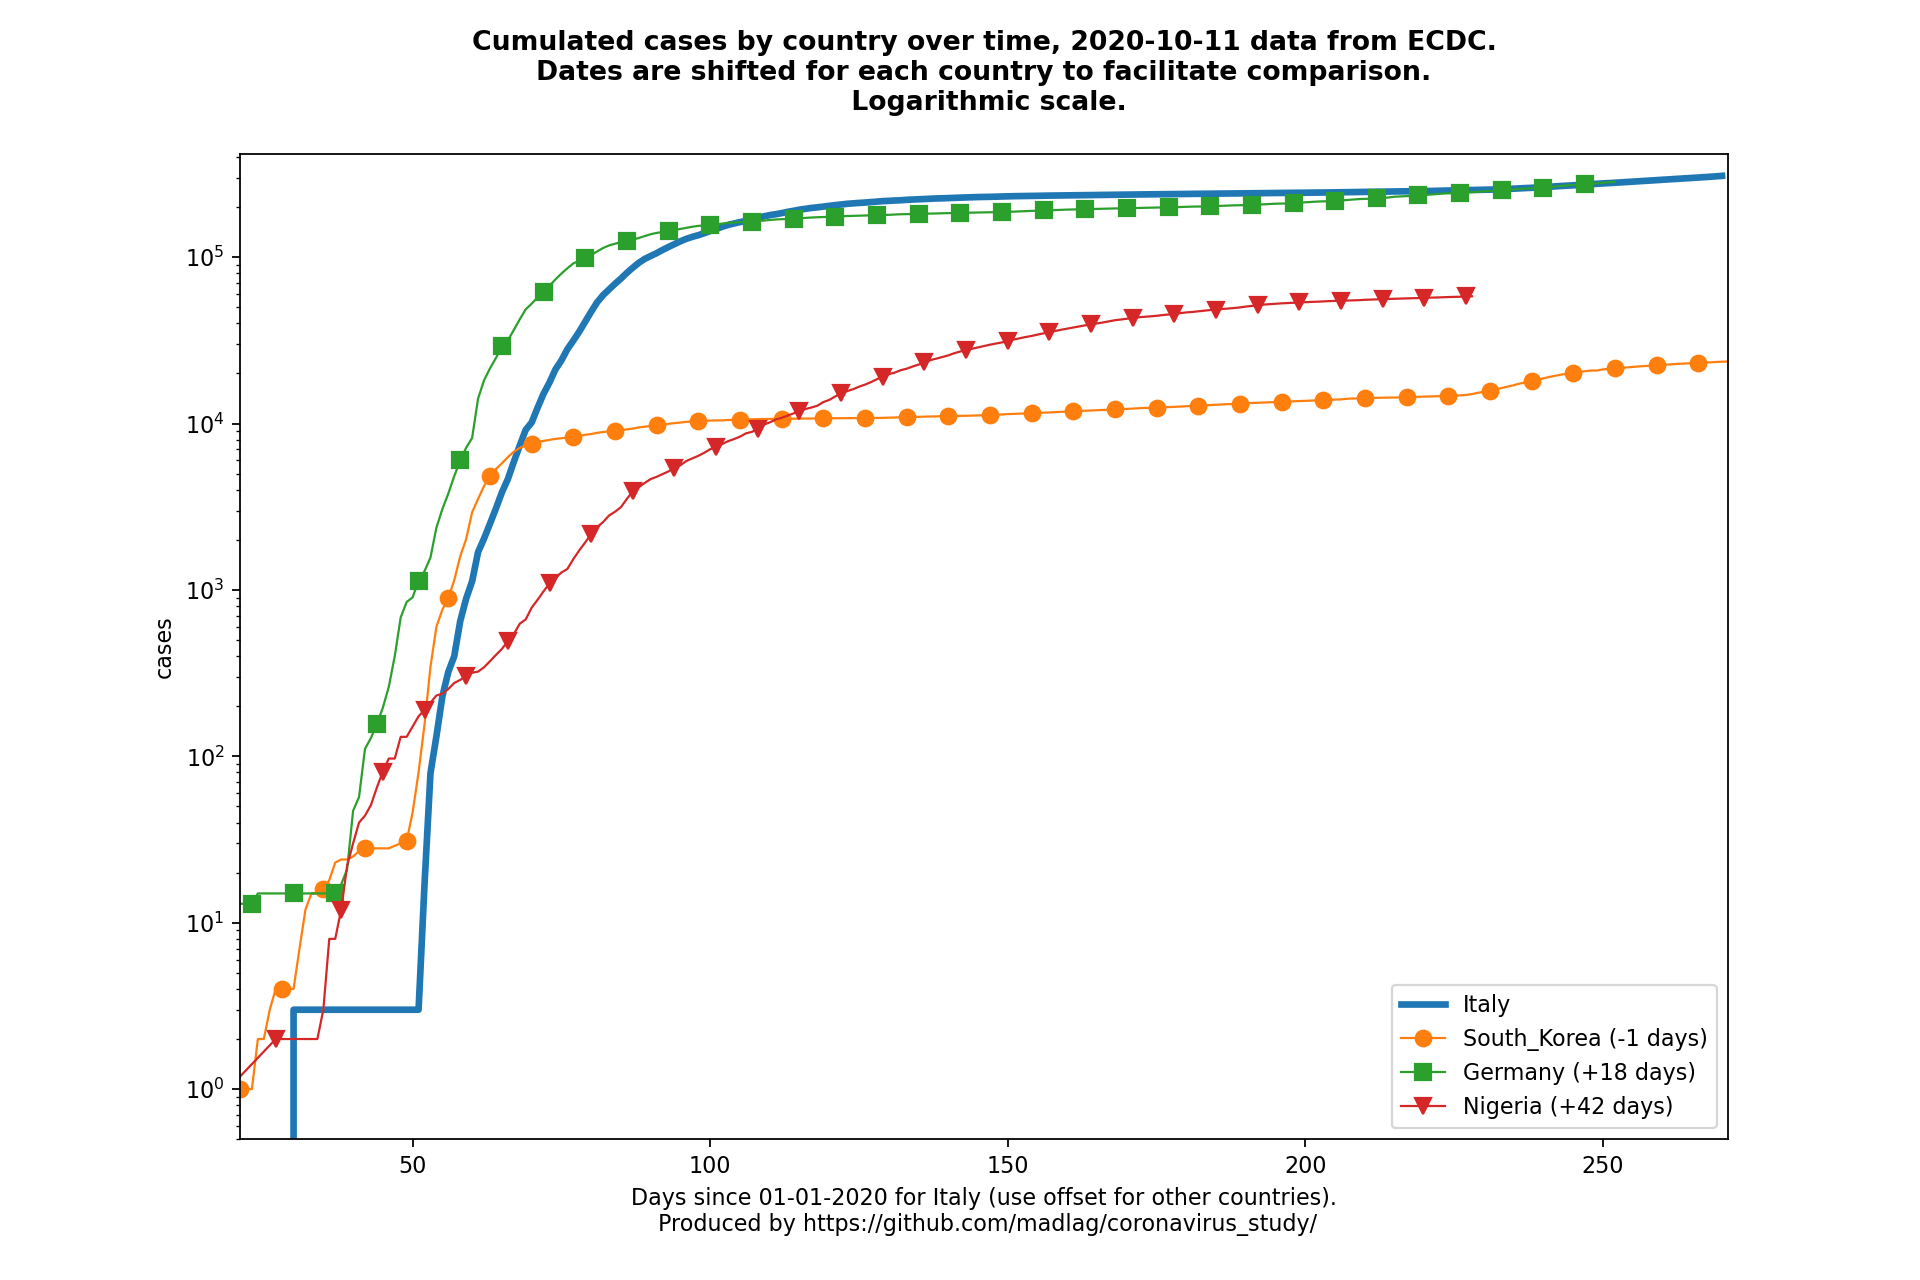 Cumulated cases by country over time, 2020-10-11 data from ECDC.
Dates are shifted for each country to facilitate comparison.
Logarithmic scale.
10^5
10^4
10^3
10^2
10^1
10^0
cases
50
100
150
200
250
Italy
South_Korea (-1 days)
Germany (+18 days)
Nigeria (+42 days)
Days since 01-01-2020 for Italy (use offset for other countries).
Produced by https://github.com/madlag/coronavirus_study/